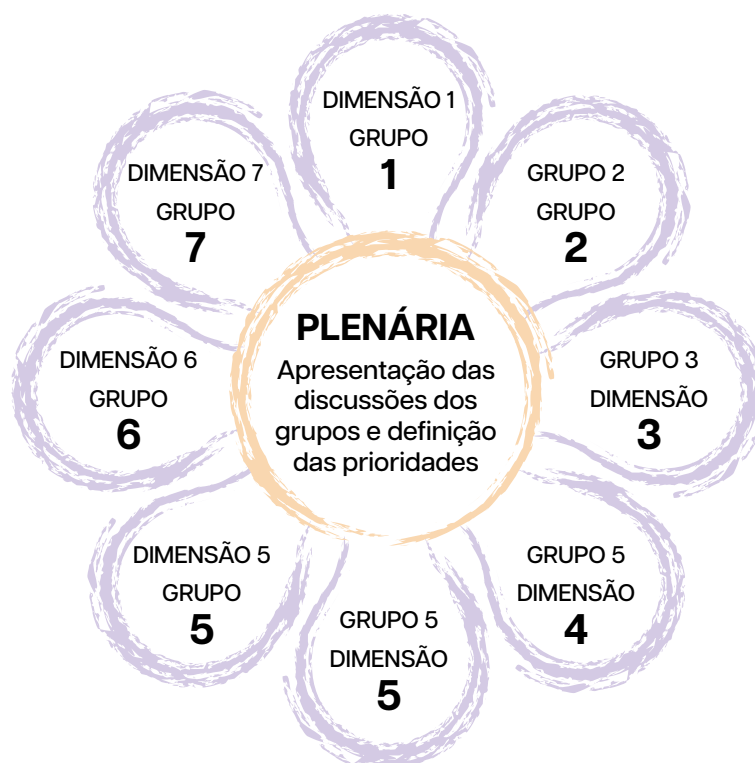 DIMENSÃO 1
GRUPO
1
GRUPO 2
GRUPO
2
GRUPO 3
DIMENSÃO
3
GRUPO 5
DIMENSÃO
4
GRUPO 5
DIMENSÃO
5
DIMENSÃO 5
GRUPO
5
DIMENSÃO 6
GRUPO
6
DIMENSÃO 7
GRUPO
7
PLENÁRIA
Apresentação das
discussões dos
grupos e definição
das prioridades